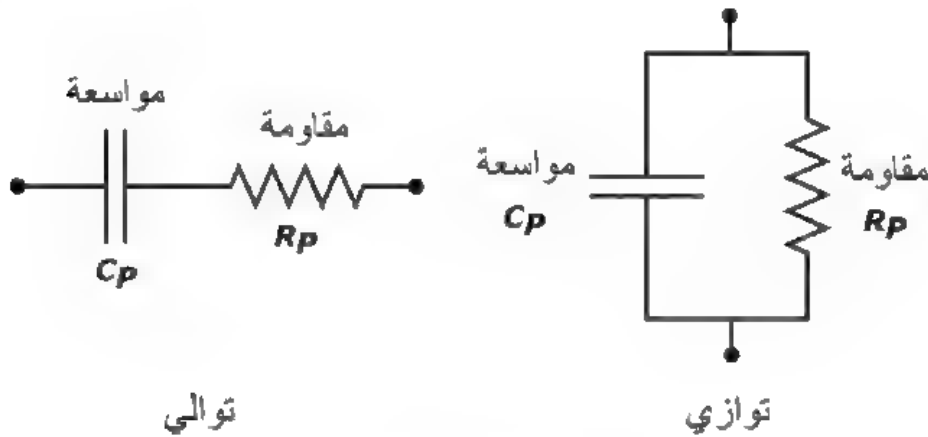 مواسعة
مقاومة
Cp
Rp
توالي
مواسعة
Cp
مقاومة
Rp
توازي